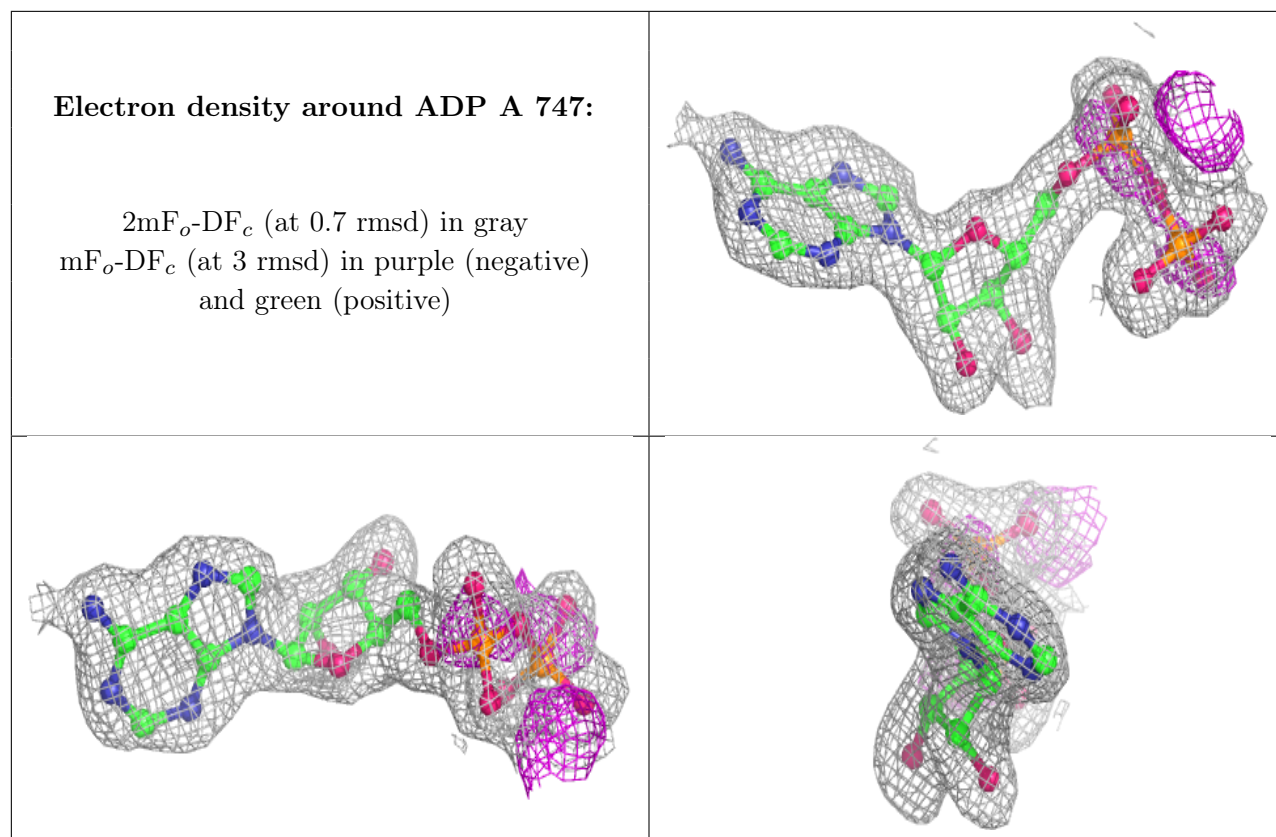 Electron density around ADP A 747:
2mFo-DFc (at 0.7 rmsd) in gray
mFo-DFc (at 3 rmsd) in purple (negative)
and green (positive)